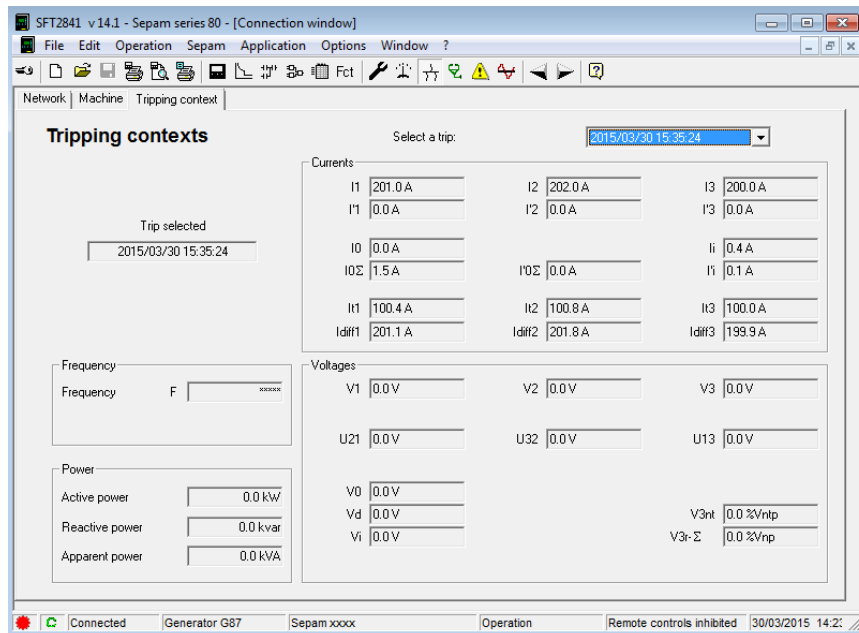 SFT2841 v 14.1 - Sepam series 80 - [Connection window]
File Edit Operation Sepam Application Options Window ?
Fct
Network Machine Tripping context
Tripping contexts
Select a trip: 2015/03/30 15:35:24
Trip selected
2015/03/30 15:35:24
Currents
I1 201.0 A I2 202.0 A I3 200.0 A
I'1 0.0 A I'2 0.0 A I'3 0.0 A
I0 0.0 A Ii 0.4 A
I0Σ 1.5 A I'0Σ 0.0 A I'i 0.1 A
It1 100.4 A It2 100.8 A It3 100.0 A
Idiff1 201.1 A Idiff2 201.8 A Idiff3 199.9 A
Frequency
Frequency F xxxxx
Power
Active power 0.0 kW
Reactive power 0.0 kvar
Apparent power 0.0 kVA
Voltages
V1 0.0 V V2 0.0 V V3 0.0 V
U21 0.0 V U32 0.0 V U13 0.0 V
V0 0.0 V
Vd 0.0 V V3nt 0.0 %Vntp
Vi 0.0 V V3r-Σ 0.0 %Vnp
Connected Generator G87 Sepam xxxx Operation Remote controls inhibited 30/03/2015 14:2